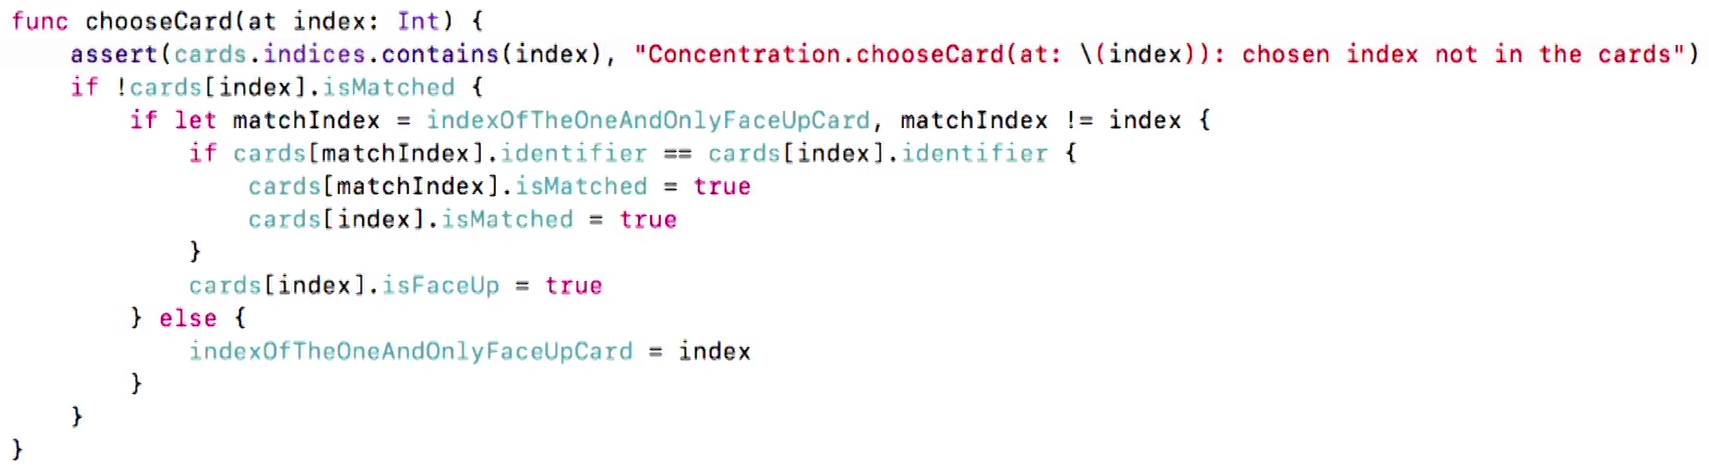 func chooseCard(at index: Int) {
    assert(cards.indices.contains(index), "Concentration.chooseCard(at: \(index)): chosen index not in the cards")
    if !cards[index].isMatched {
        if let matchIndex = indexOfTheOneAndOnlyFaceUpCard, matchIndex != index {
            if cards[matchIndex].identifier == cards[index].identifier {
                cards[matchIndex].isMatched = true
                cards[index].isMatched = true
            }
            cards[index].isFaceUp = true
        } else {
            indexOfTheOneAndOnlyFaceUpCard = index
        }
    }
}